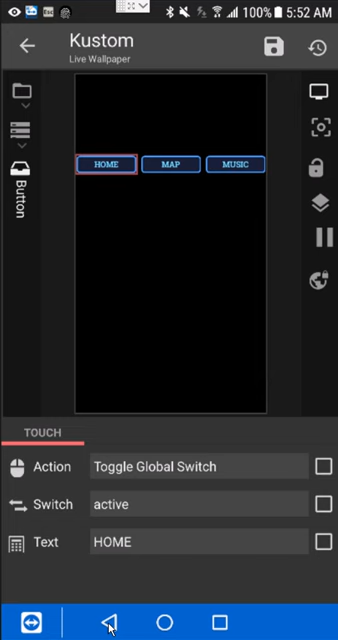 100% 5:52 AM
Kustom
Live Wallpaper
Button
HOME MAP MUSIC
TOUCH
Action Toggle Global Switch
Switch active
Text HOME